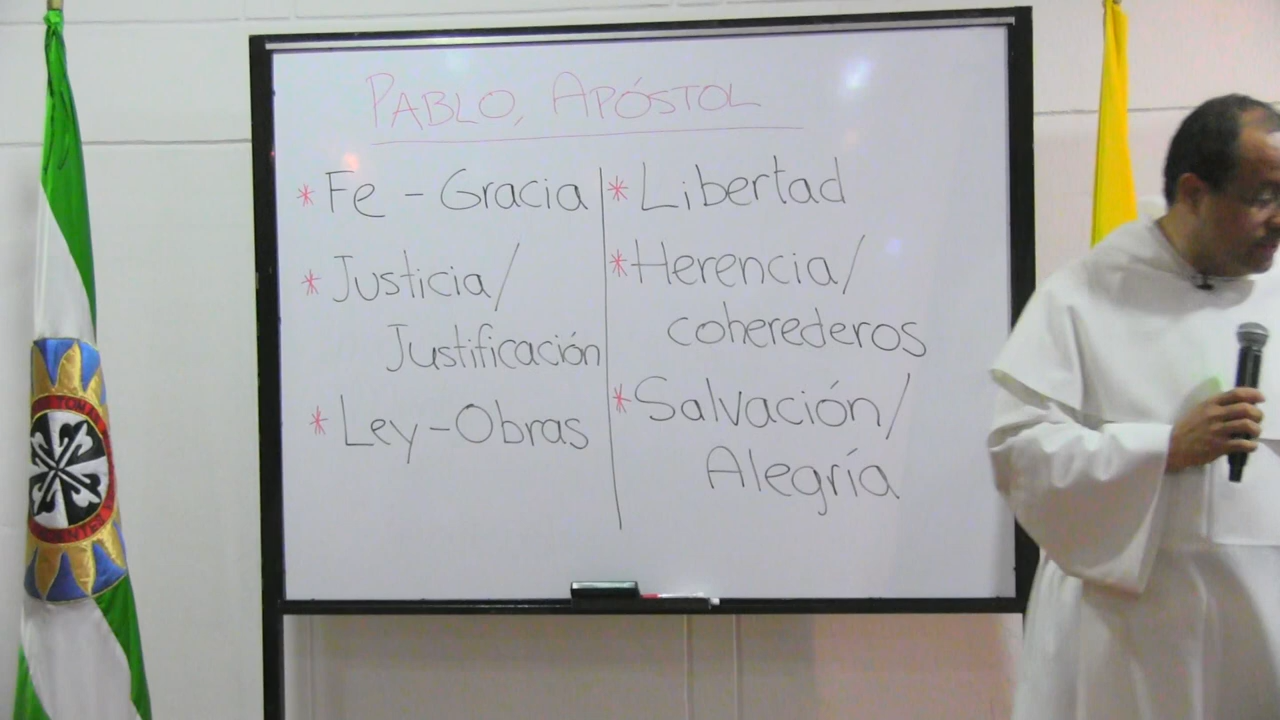 PABLO, APÓSTOL
* Fe - Gracia
* Justicia/
Justificación
* Ley - Obras
* Libertad
* Herencia/
coherederos
* Salvación/
Alegría